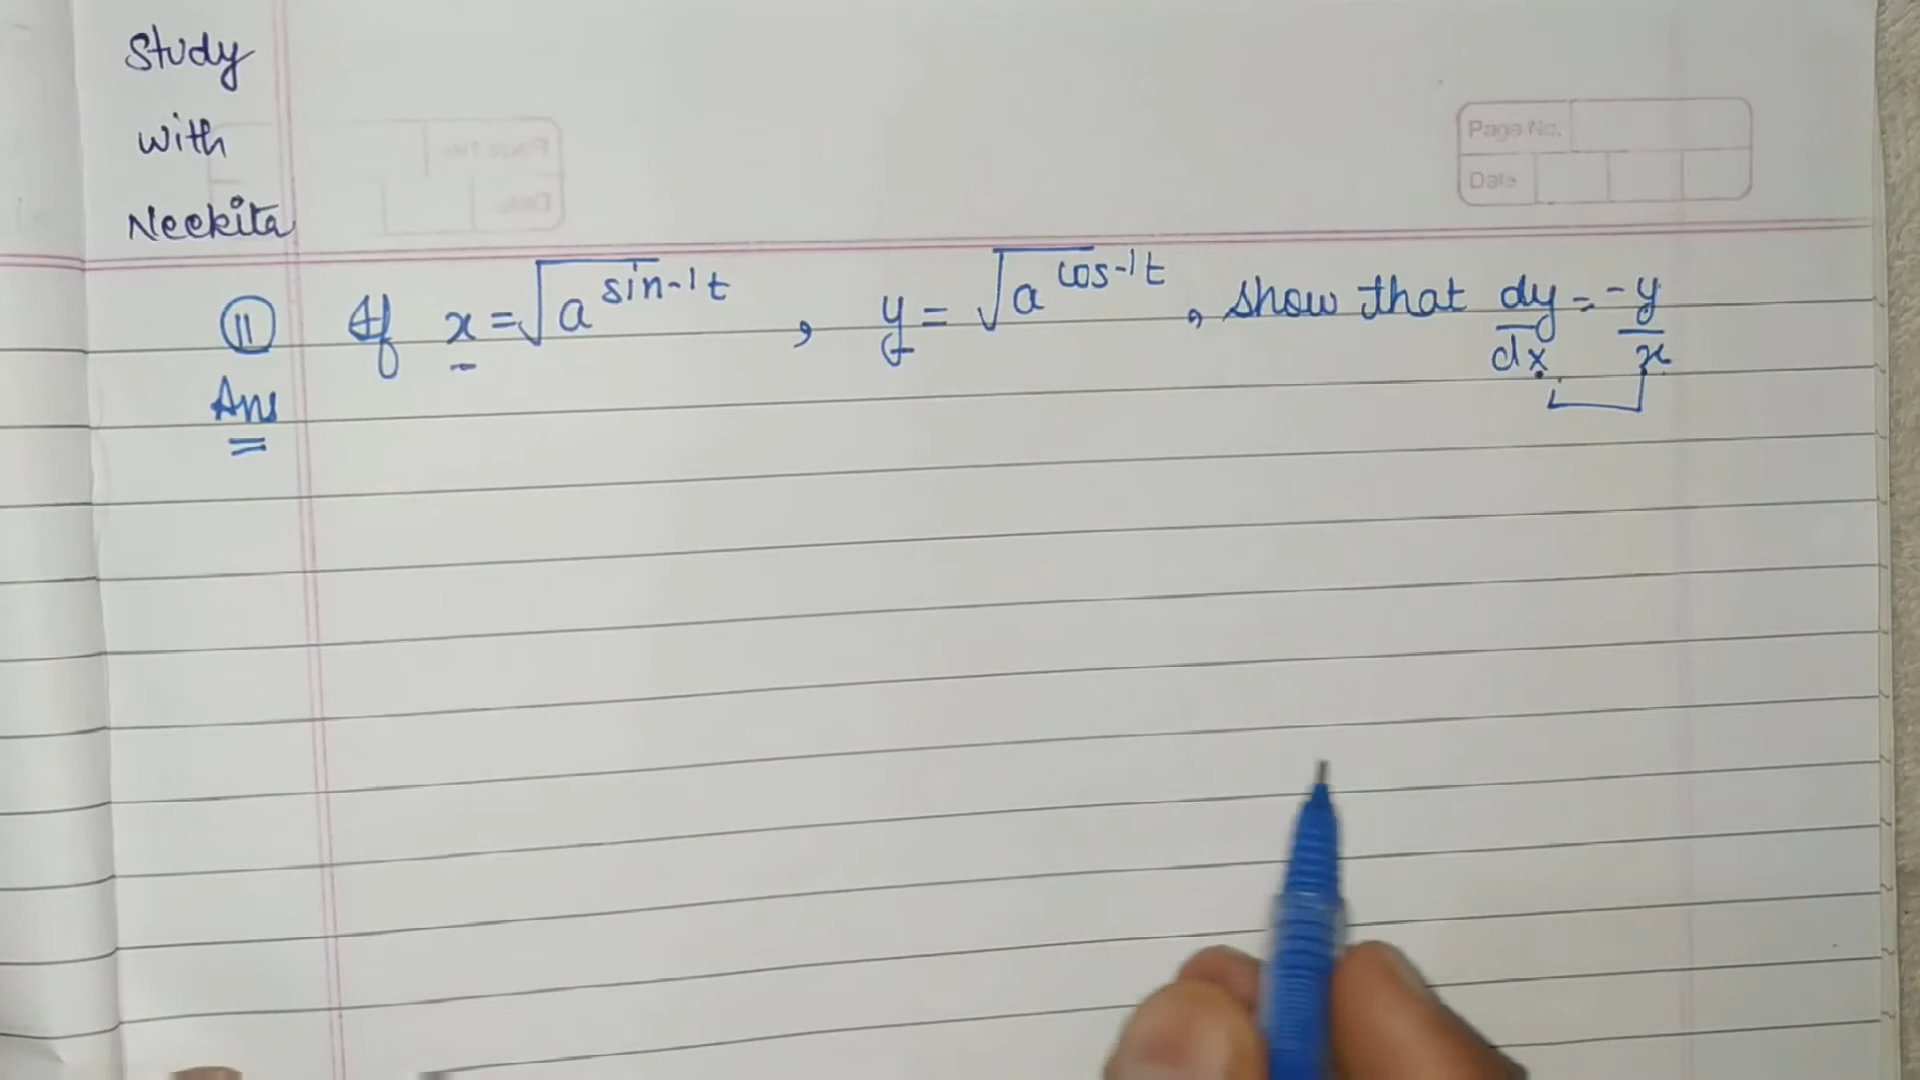 Study
with
Neekita
Page No.
Date
11 If x = √a^sin-1t , y = √a^cos-1t , show that dy/dx = -y/x
Ans